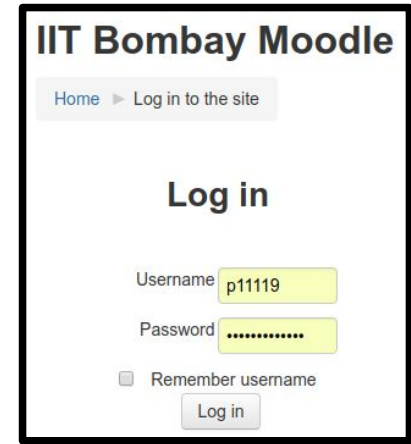 IIT Bombay Moodle
Home ► Log in to the site
Log in
Username p11119
Password •••••••••••••
Remember username
Log in